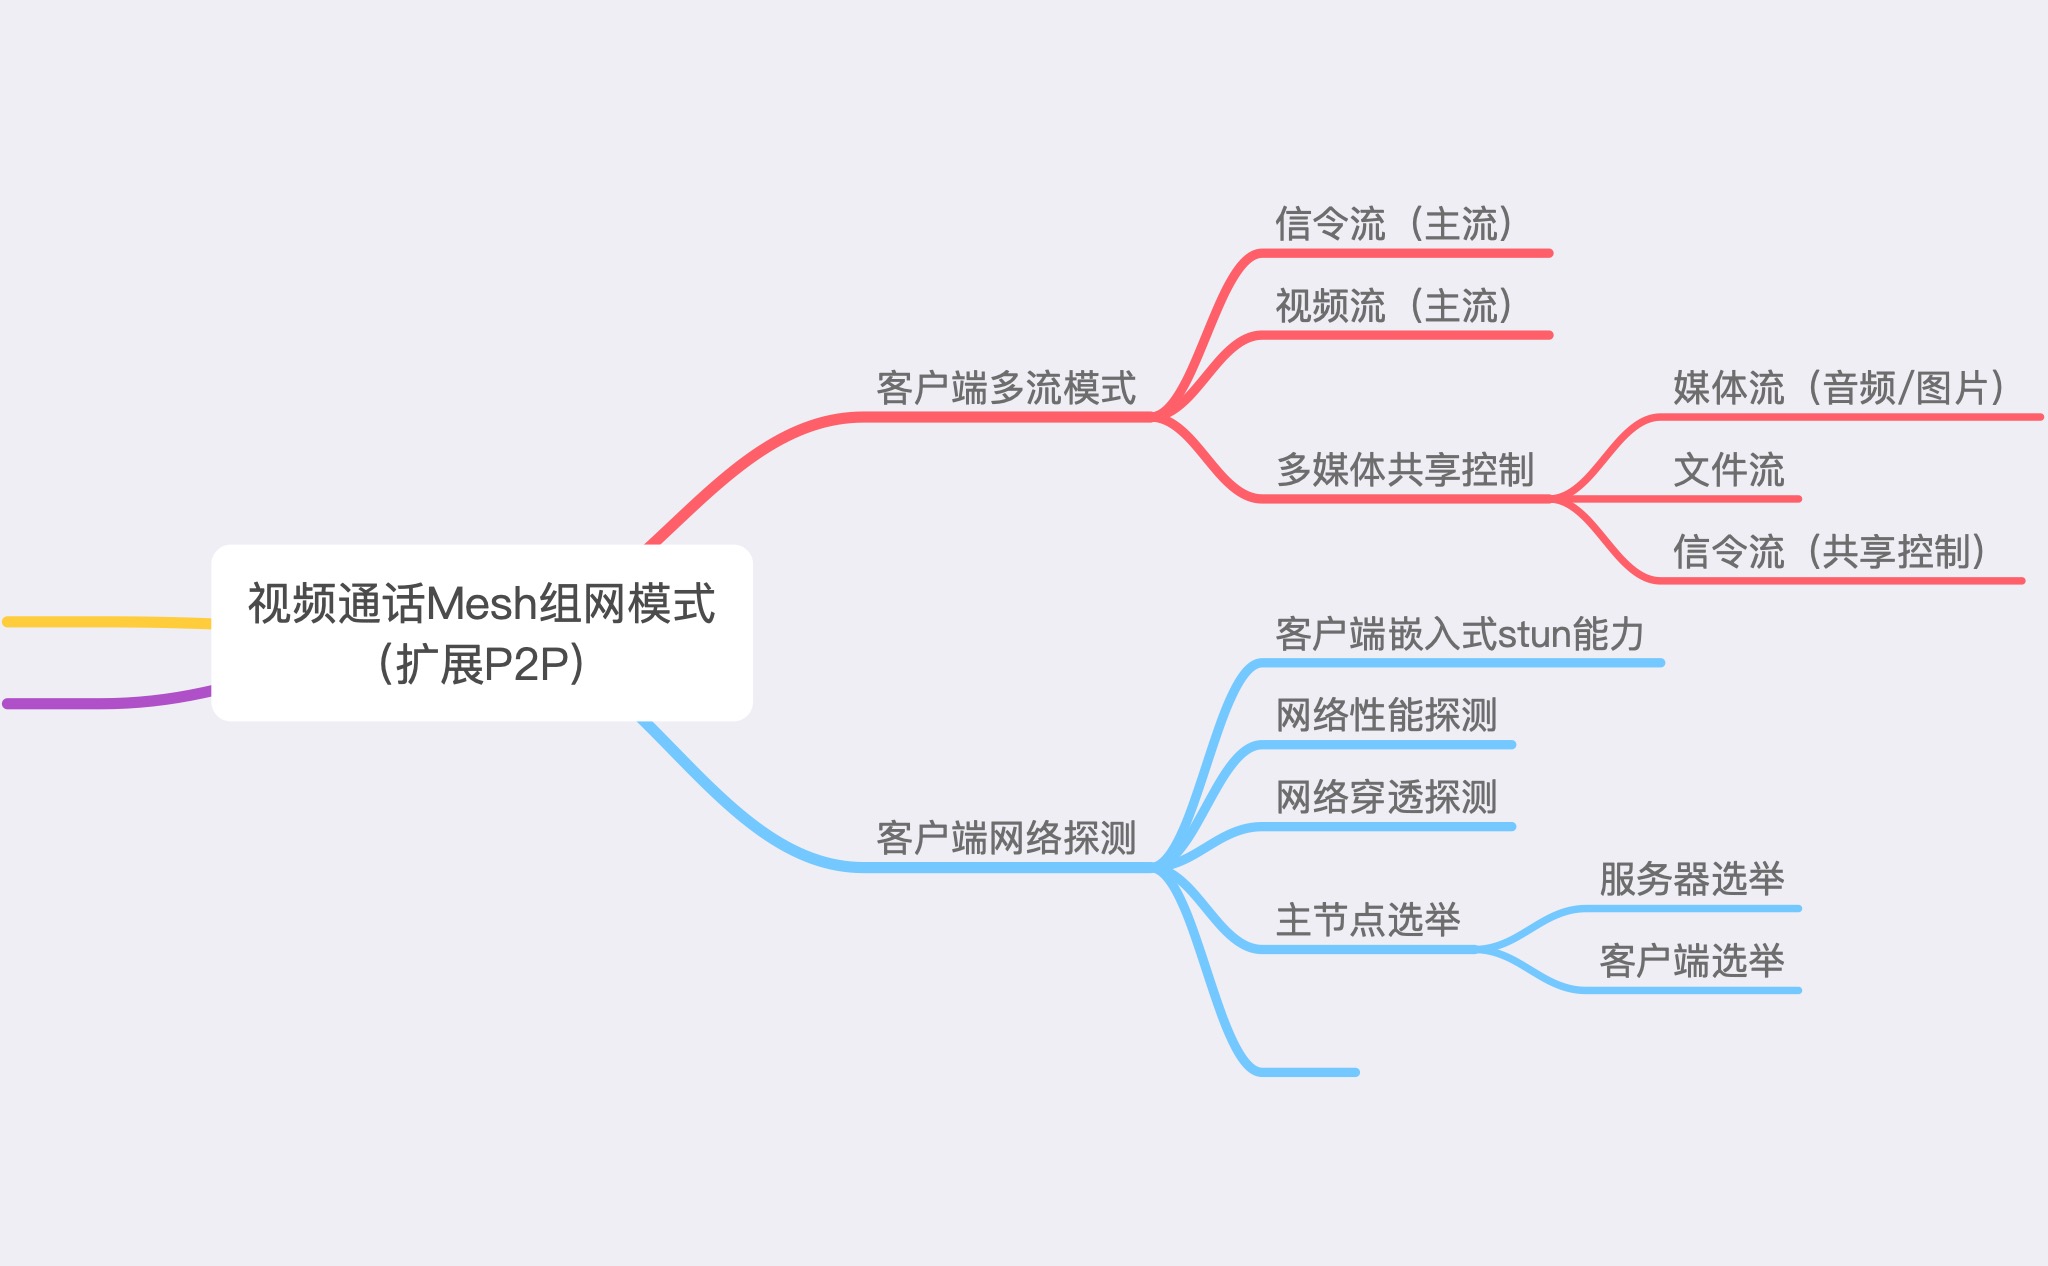 视频通话Mesh组网模式
（扩展P2P）
客户端多流模式
信令流（主流）
视频流（主流）
多媒体共享控制
媒体流（音频/图片）
文件流
信令流（共享控制）
客户端网络探测
客户端嵌入式stun能力
网络性能探测
网络穿透探测
主节点选举
服务器选举
客户端选举